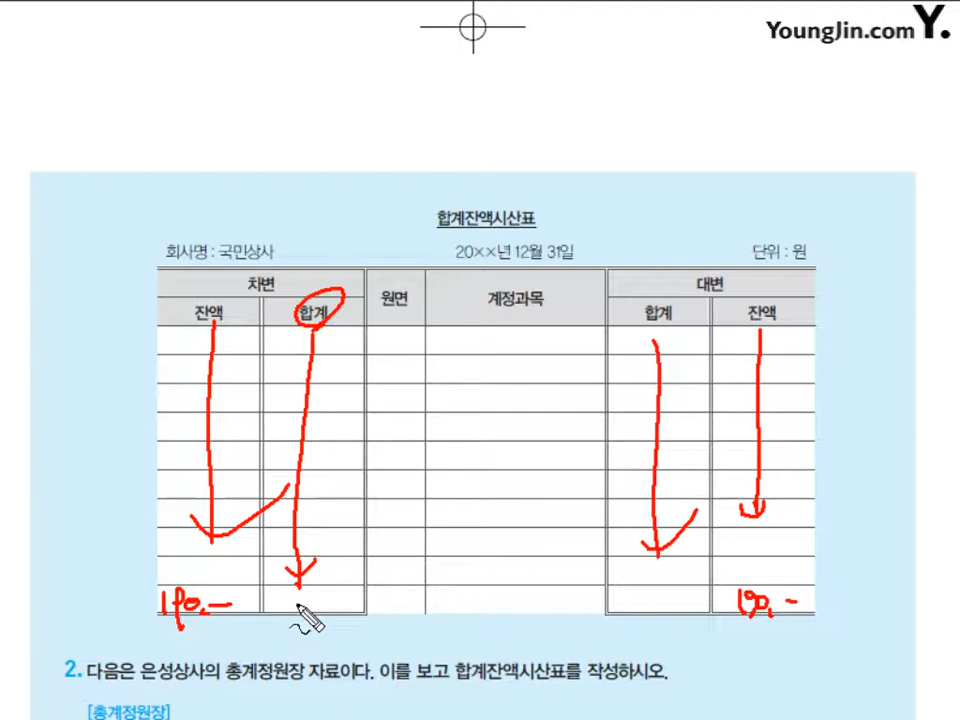 YoungJin.com Y.
합계잔액시산표
회사명 : 국민상사 20××년 12월 31일 단위 : 원
차변 원면 계정과목 대변
잔액 합계 합계 잔액
190,-
2. 다음은 은성상사의 총계정원장 자료이다. 이를 보고 합계잔액시산표를 작성하시오.
[총계정원장]